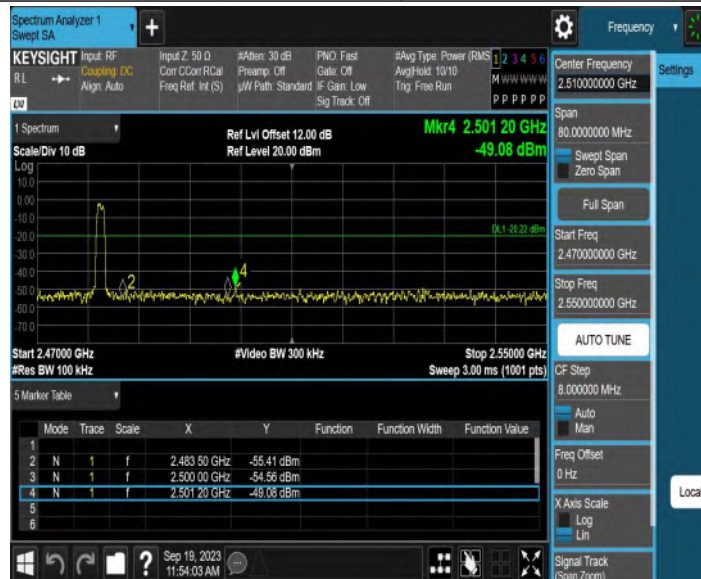 Spectrum Analyzer 1
Swept SA
+
Frequency
KEYSIGHT Input: RF Input Z: 50 Ω #Atten: 30 dB PNO: Fast #Avg Type: Power (RMS 1 2 3 4 5 6
RL Coupling: DC Corr CCorr RCal Preamp: Off Gate: Off Avg|Hold: 10/10 M W W W W W
Align: Auto Freq Ref: Int (S) µW Path: Standard IF Gain: Low Trig: Free Run
Sig Track: Off P P P P P P
LXI
1 Spectrum
Ref Lvl Offset 12.00 dB
Mkr4 2.501 20 GHz
Scale/Div 10 dB
Ref Level 20.00 dBm
-49.08 dBm
Log
10.0
0.00
-10.0
-20.0
DL1 -20.22 dBm
-30.0
-40.0
-50.0
-60.0
-70.0
2
4
Start 2.47000 GHz
#Video BW 300 kHz
Stop 2.55000 GHz
#Res BW 100 kHz
Sweep 3.00 ms (1001 pts)
5 Marker Table
Mode Trace Scale X Y Function Function Width Function Value
1
2 N 1 f 2.483 50 GHz -55.41 dBm
3 N 1 f 2.500 00 GHz -54.56 dBm
4 N 1 f 2.501 20 GHz -49.08 dBm
5
6
?
Sep 19, 2023
11:54:03 AM
Center Frequency
2.510000000 GHz
Settings
Span
80.0000000 MHz
Swept Span
Zero Span
Full Span
Start Freq
2.470000000 GHz
Stop Freq
2.550000000 GHz
AUTO TUNE
CF Step
8.000000 MHz
Auto
Man
Freq Offset
0 Hz
X Axis Scale
Log
Lin
Signal Track
(Span Zoom)
Local